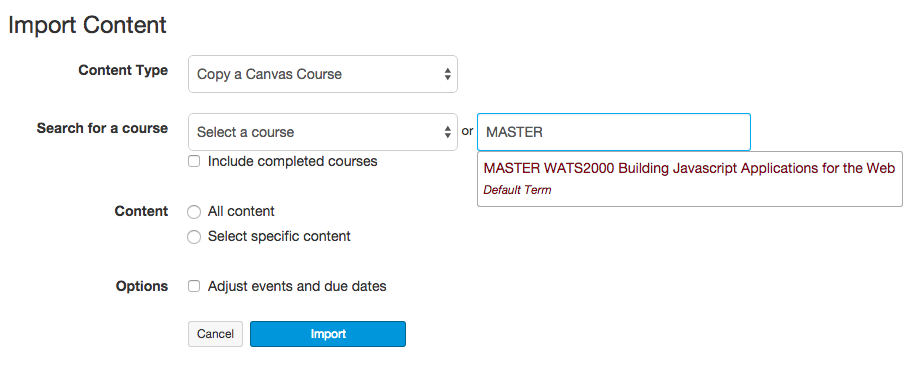 Import Content
Content Type Copy a Canvas Course
Search for a course Select a course or MASTER
Include completed courses
MASTER WATS2000 Building Javascript Applications for the Web
Default Term
Content All content
Select specific content
Options Adjust events and due dates
Cancel Import